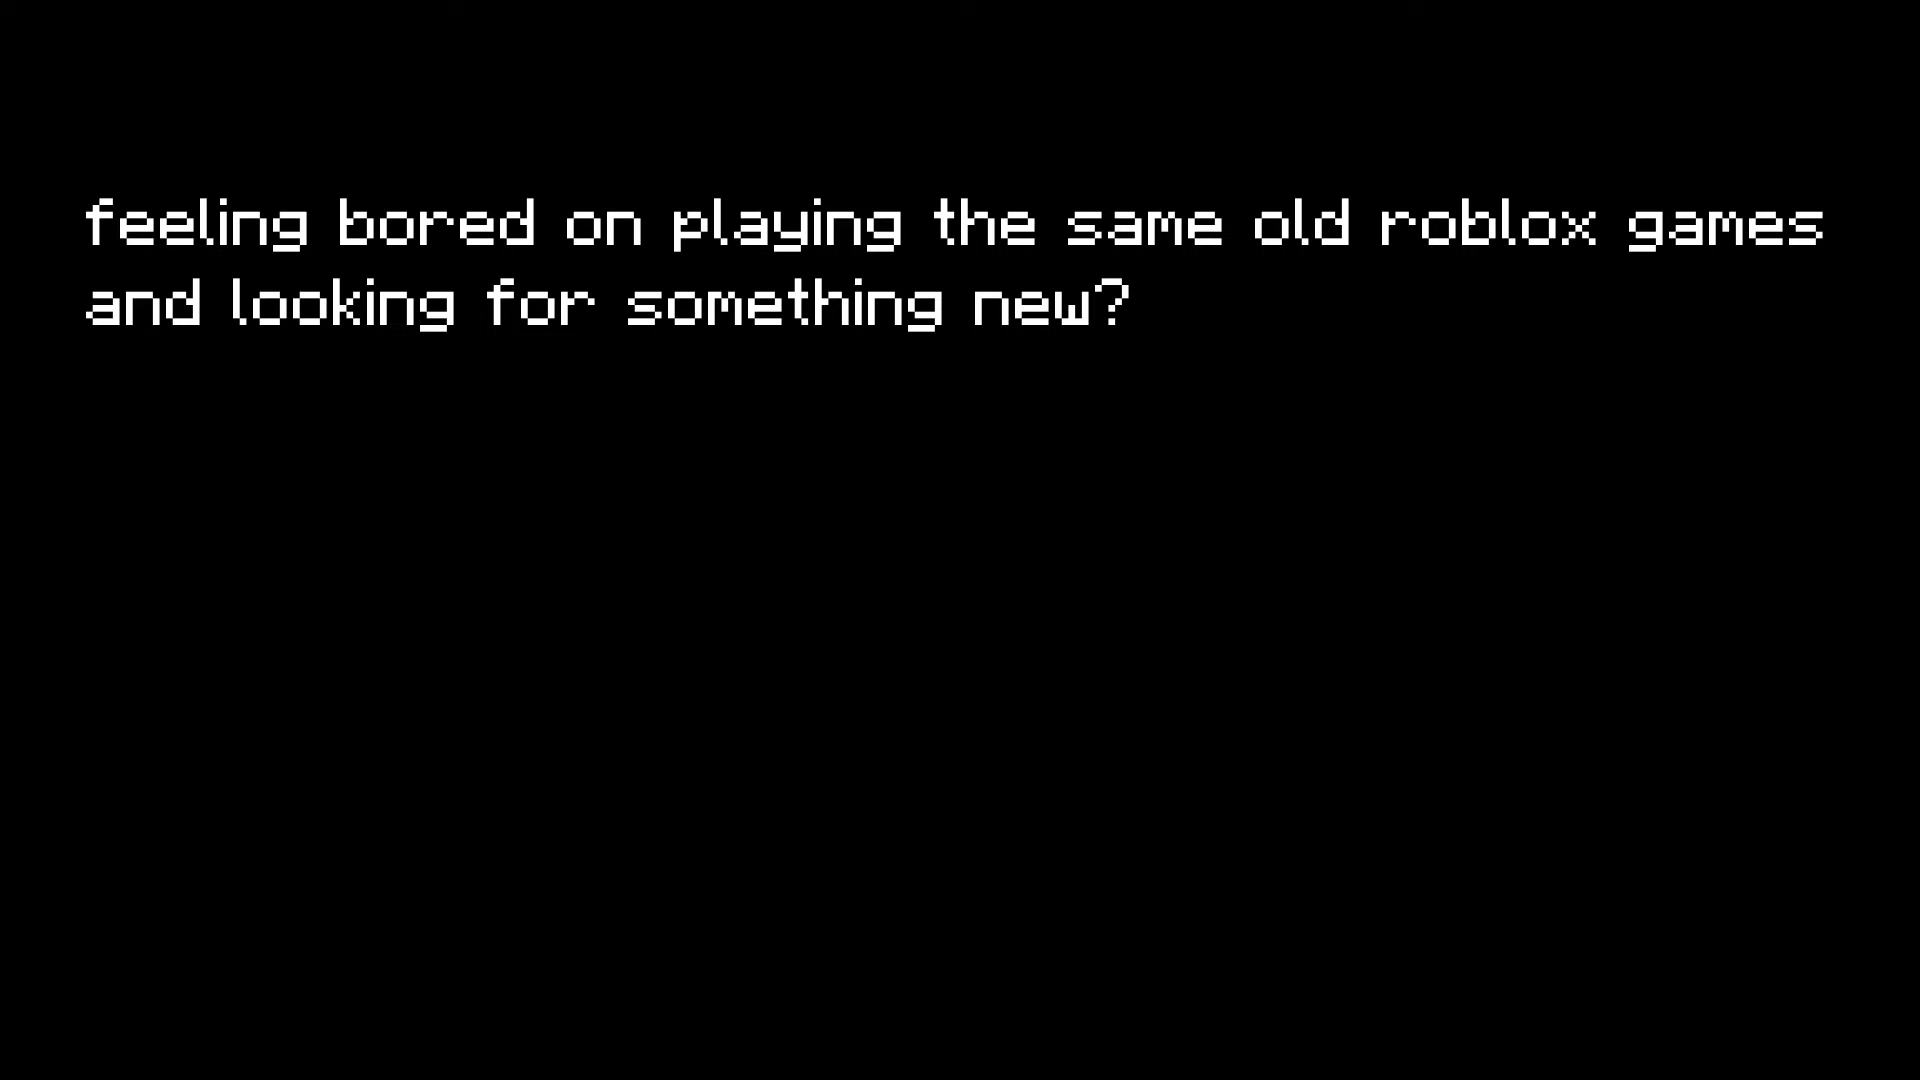 feeling bored on playing the same old roblox games
and looking for something new?